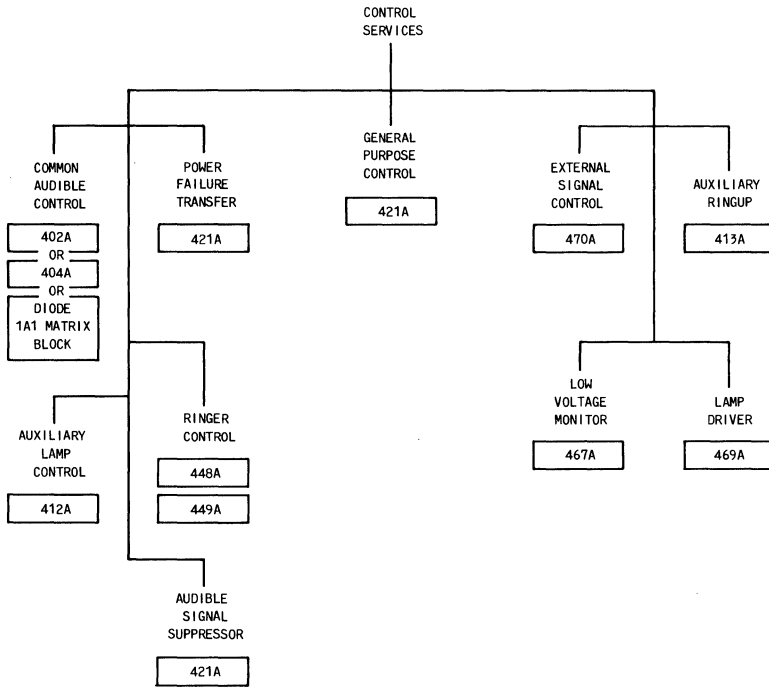 CONTROL
SERVICES
COMMON
AUDIBLE
CONTROL
402A
OR
404A
OR
DIODE
1A1 MATRIX
BLOCK
POWER
FAILURE
TRANSFER
421A
GENERAL
PURPOSE
CONTROL
421A
EXTERNAL
SIGNAL
CONTROL
470A
AUXILIARY
RINGUP
413A
AUXILIARY
LAMP
CONTROL
412A
RINGER
CONTROL
448A
449A
LOW
VOLTAGE
MONITOR
467A
LAMP
DRIVER
469A
AUDIBLE
SIGNAL
SUPPRESSOR
421A